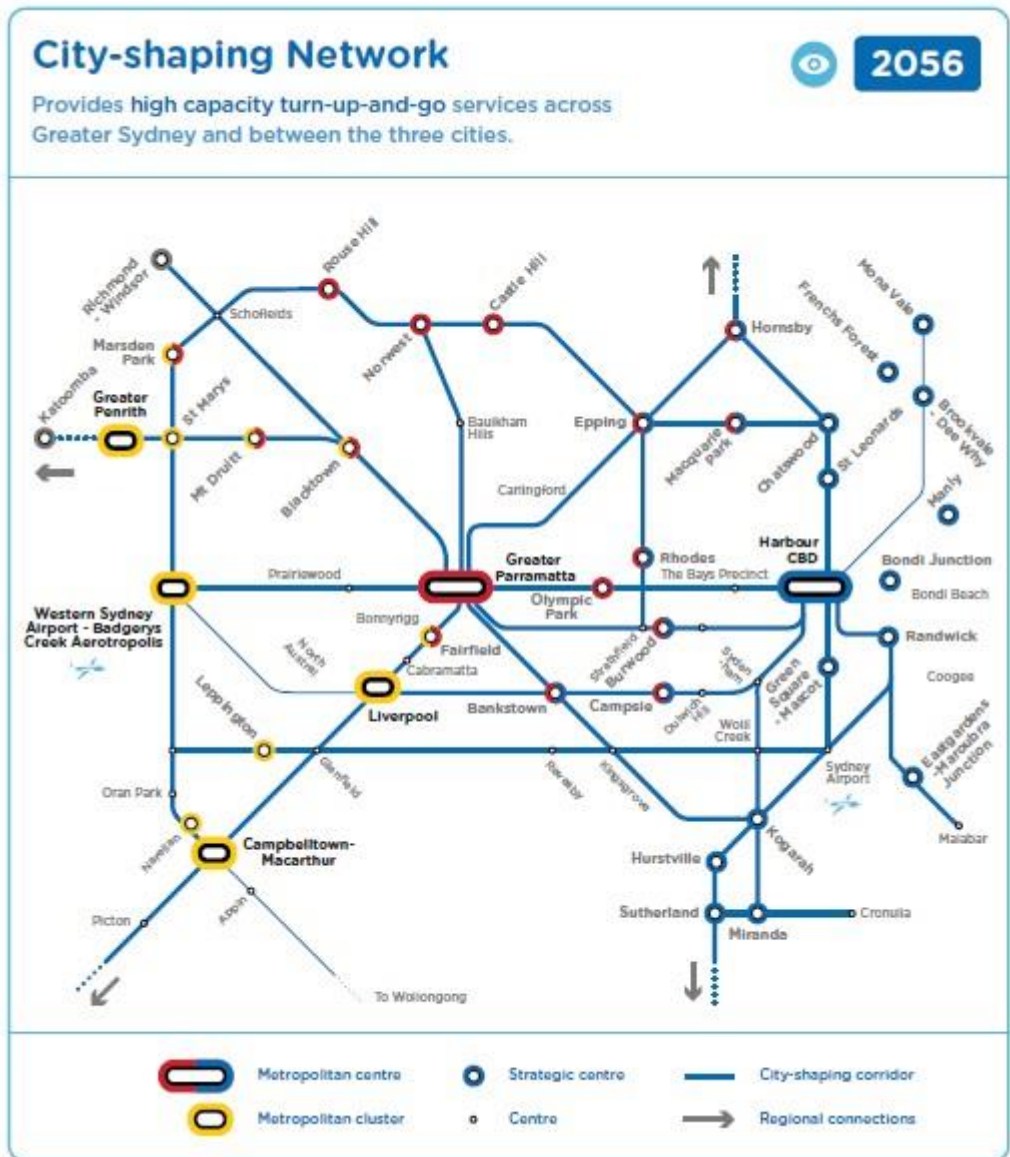 City-shaping Network
2056
Provides high capacity turn-up-and-go services across
Greater Sydney and between the three cities.
Richmond
- Windsor
Rouse Hill
Castle Hill
Mona Vale
Frenchs Forest
Schofields
Hornsby
Marsden
Park
Norwest
Katoomba
Greater
Penrith
St Marys
Baulkham
Hills
Epping
Macquarie
Park
Chatswood
St Leonards
Brookvale
- Dee Why
Mt Druitt
Blacktown
Carlingford
Manly
Harbour
CBD
Greater
Parramatta
Rhodes
The Bays Precinct
Bondi Junction
Bondi Beach
Prairiewood
Olympic
Park
Western Sydney
Airport - Badgerys
Creek Aerotropolis
Bonnyrigg
Fairfield
Cabramatta
North
Austral
Strathfield
Burwood
Syden
-ham
Green
Square
- Mascot
Randwick
Coogee
Leppington
Liverpool
Bankstown
Campsie
Dulwich
Hill
Wolli
Creek
Eastgardens
-Maroubra
Junction
Glenfield
Revesby
Kingsgrove
Sydney
Airport
Oran Park
Narellan
Campbelltown-
Macarthur
Kogarah
Malabar
Hurstville
Picton
Appin
Sutherland
Miranda
Cronulla
To Wollongong
Metropolitan centre
Strategic centre
City-shaping corridor
Metropolitan cluster
Centre
Regional connections